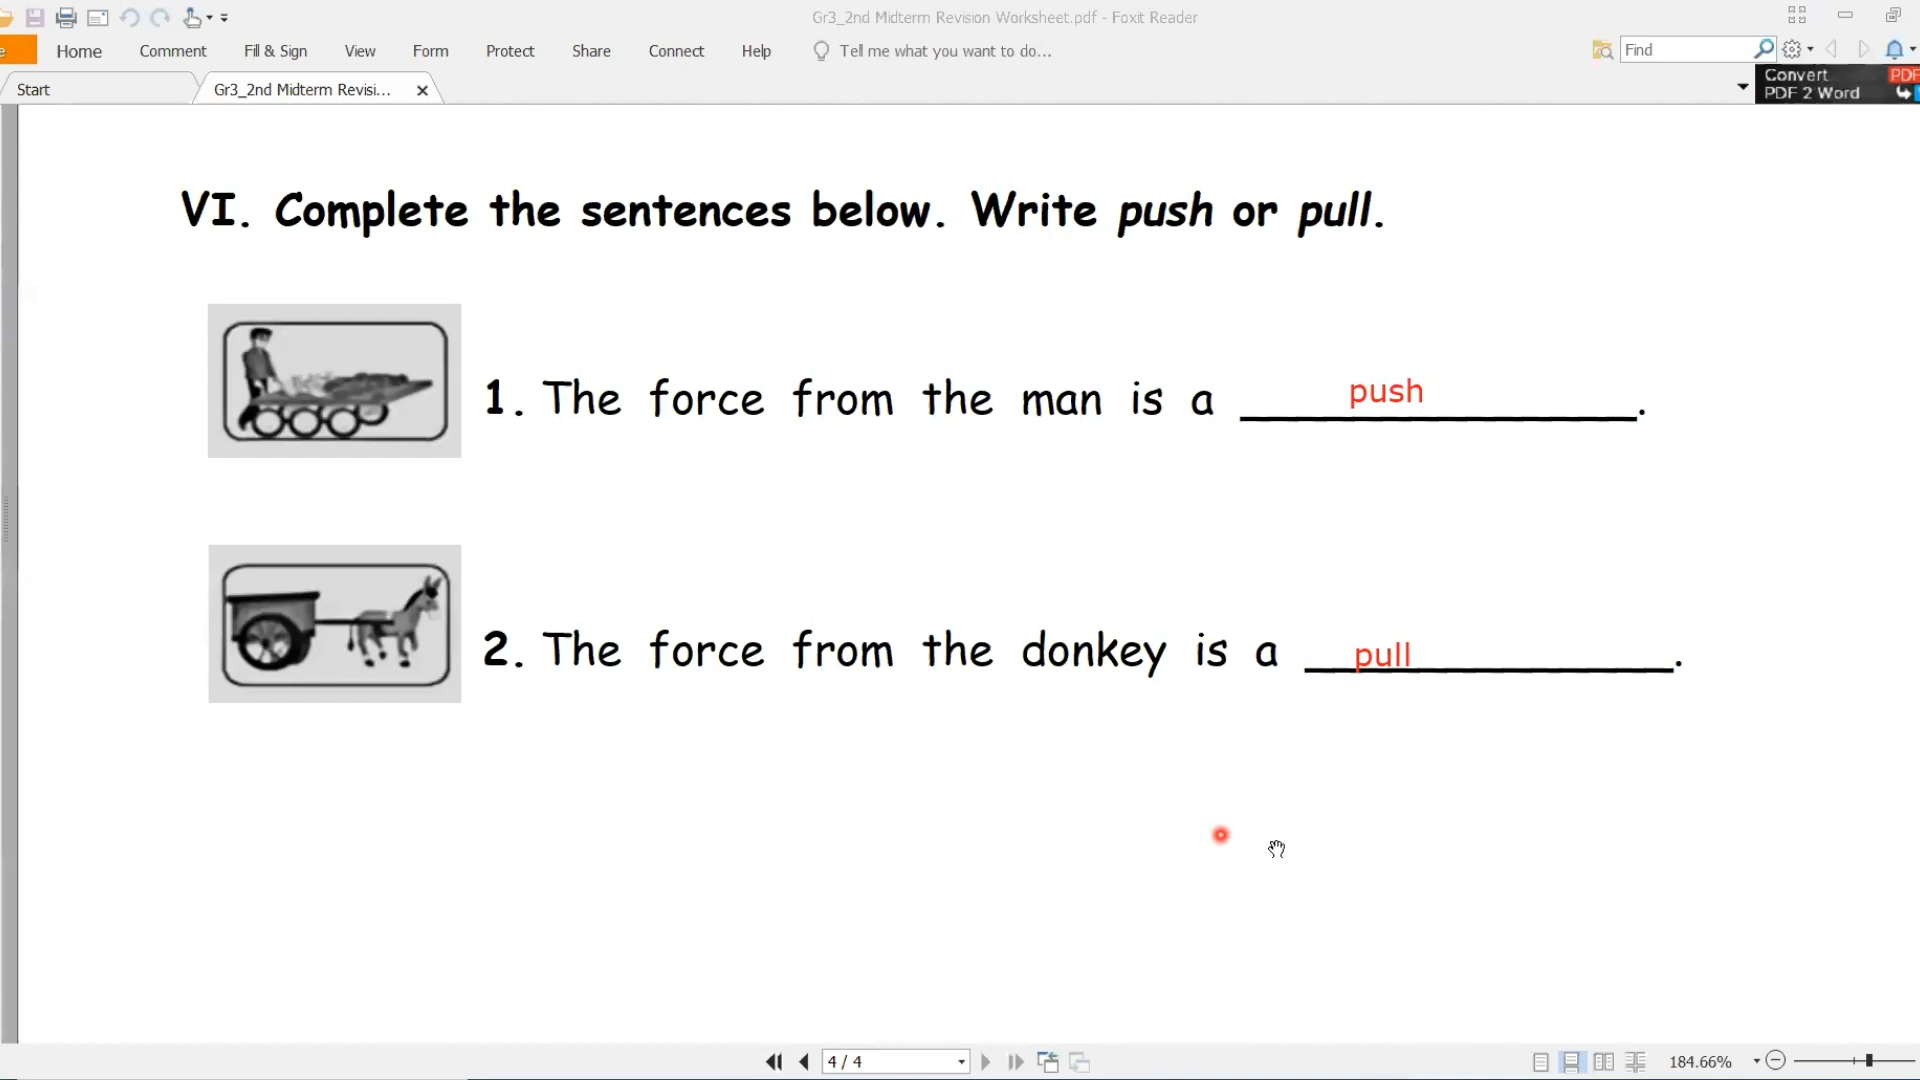 Gr3_2nd Midterm Revision Worksheet.pdf - Foxit Reader
Home Comment Fill & Sign View Form Protect Share Connect Help Tell me what you want to do... Find
Start Gr3_2nd Midterm Revisi... Convert PDF
PDF 2 Word
VI. Complete the sentences below. Write push or pull.
1. The force from the man is a push.
2. The force from the donkey is a pull.
4 / 4 184.66%